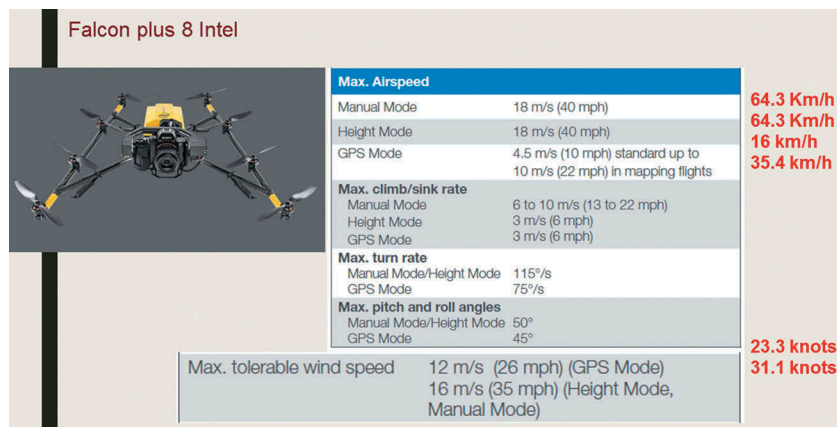 Falcon plus 8 Intel
Max. Airspeed
Manual Mode 18 m/s (40 mph) 64.3 Km/h
Height Mode 18 m/s (40 mph) 64.3 Km/h
GPS Mode 4.5 m/s (10 mph) standard up to 16 km/h
10 m/s (22 mph) in mapping flights 35.4 km/h
Max. climb/sink rate
Manual Mode 6 to 10 m/s (13 to 22 mph)
Height Mode 3 m/s (6 mph)
GPS Mode 3 m/s (6 mph)
Max. turn rate
Manual Mode/Height Mode 115°/s
GPS Mode 75°/s
Max. pitch and roll angles
Manual Mode/Height Mode 50°
GPS Mode 45°
Max. tolerable wind speed 12 m/s (26 mph) (GPS Mode) 23.3 knots
16 m/s (35 mph) (Height Mode, 31.1 knots
Manual Mode)